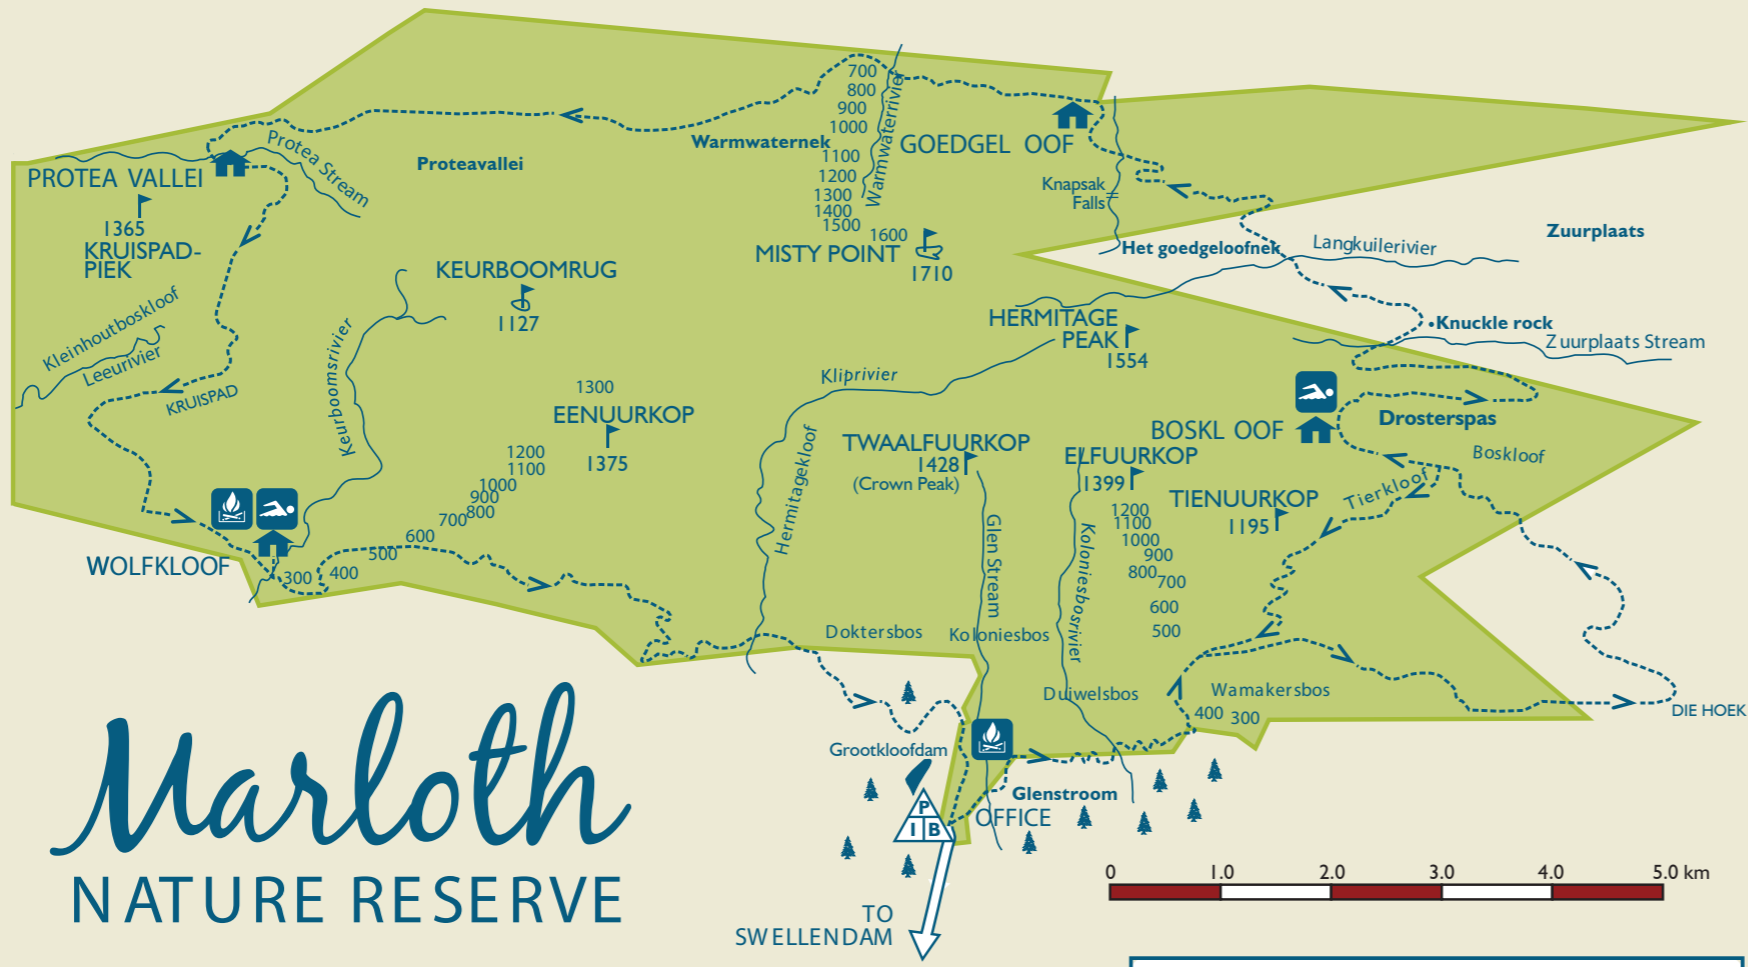 700
800
900
1000
1100
1200
1300
1400
1500
1600
Warmwaterrivier
Warmwaternek
GOEDGEL OOF
Protea Stream
Proteavallei
PROTEA VALLEI
1365
KRUISPAD-
PIEK
Knapsak
Falls
Het goedgeloofnek
Langkuilerivier
Zuurplaats
MISTY POINT
1710
KEURBOOMRUG
1127
Kleinhoutboskloof
Leeurivier
KRUISPAD
Keurboomsrivier
HERMITAGE
PEAK
1554
Knuckle rock
Zuurplaats Stream
Kliprivier
1300
EENUURKOP
1375
1200
1100
1000
900
800
700
600
500
400
300
Hermitagekloof
TWAALFUURKOP
1428
(Crown Peak)
BOSKL OOF
Drosterspas
Boskloof
Tierkloof
ELFUURKOP
1399
TIENUURKOP
1195
1200
1100
1000
900
800
700
600
500
Glen Stream
Koloniesbosrivier
WOLFKLOOF
Doktersbos
Koloniesbos
Duiwelsbos
Wamakersbos
400
300
DIE HOEK
Grootkloofdam
P
I B
Glenstroom
OFFICE
Marloth
NATURE RESERVE
TO
SWELLENDAM
0 1.0 2.0 3.0 4.0 5.0 km